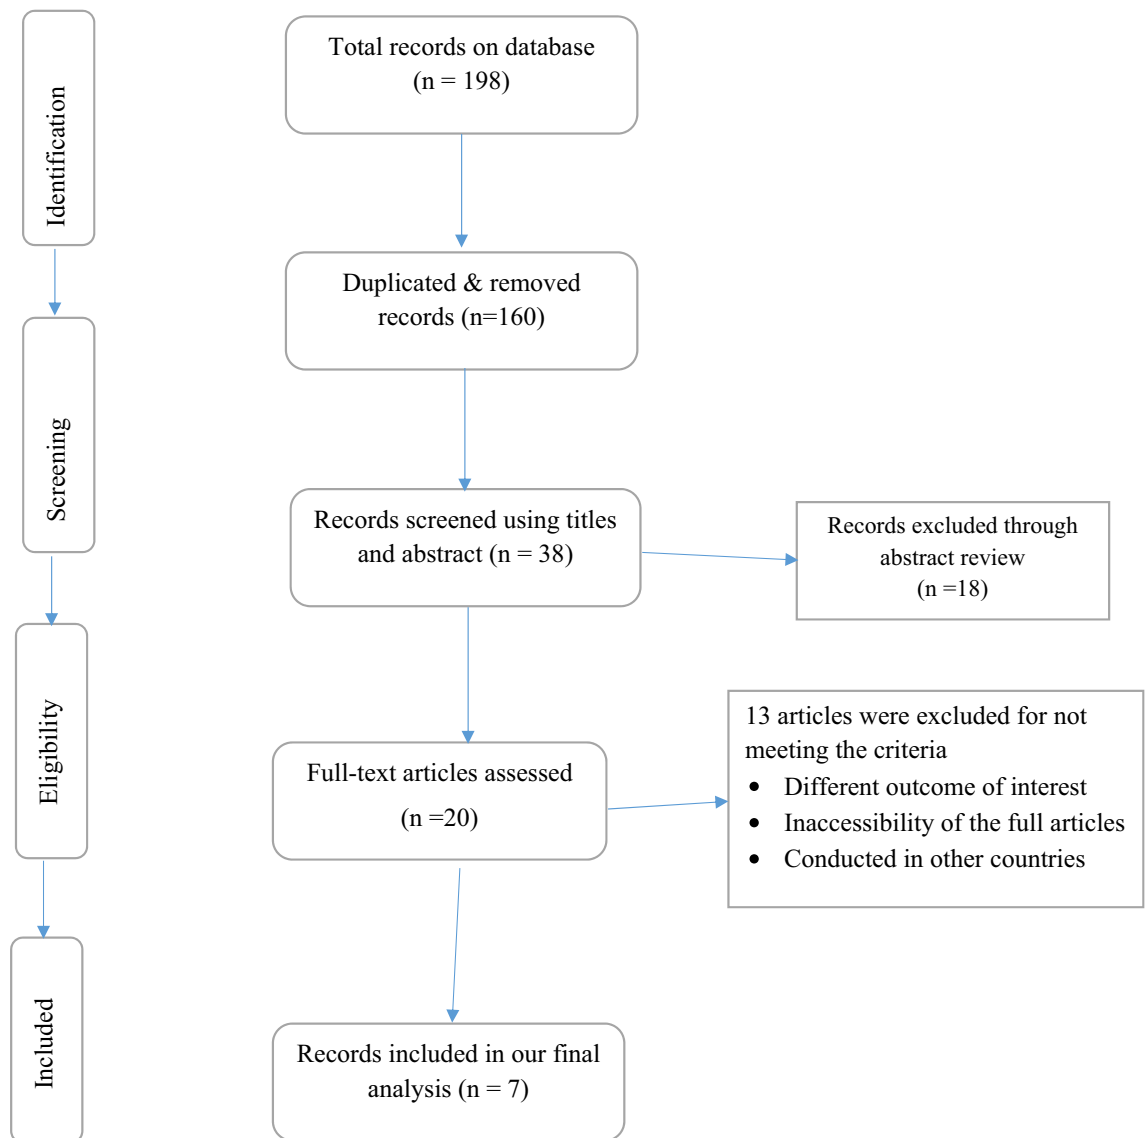 Identification
Total records on database
(n = 198)
Duplicated & removed
records (n=160)
Screening
Records screened using titles
and abstract (n = 38)
Records excluded through
abstract review
(n =18)
Eligibility
Full-text articles assessed
(n =20)
13 articles were excluded for not
meeting the criteria
• Different outcome of interest
• Inaccessibility of the full articles
• Conducted in other countries
Included
Records included in our final
analysis (n = 7)